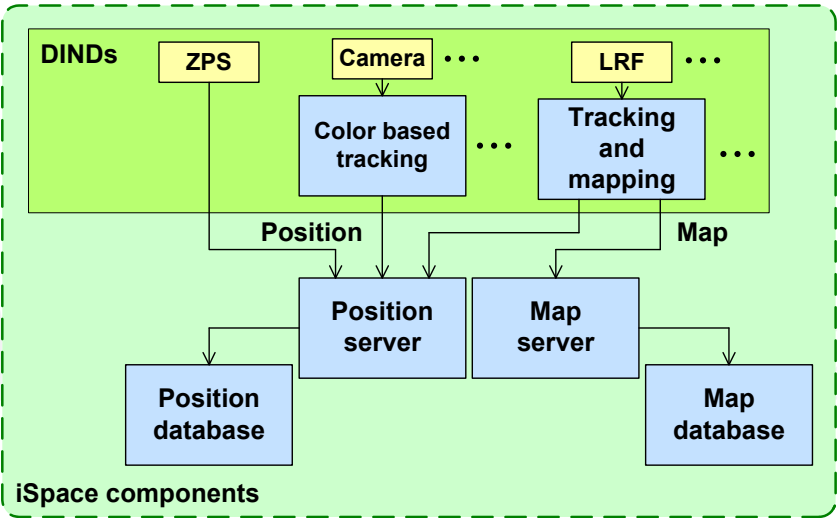 DINDs
ZPS
Camera
LRF
Color based
tracking
Tracking
and
mapping
Position
Map
Position
server
Map
server
Position
database
Map
database
iSpace components